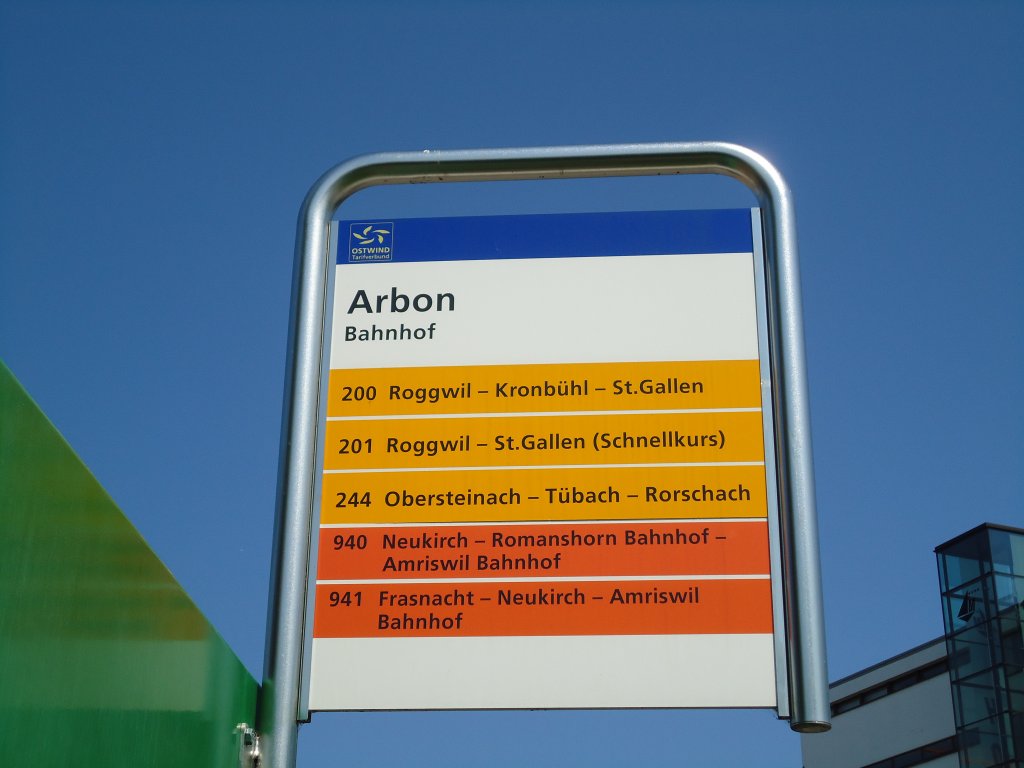 OSTWIND
Tarifverbund
Arbon
Bahnhof
200 Roggwil – Kronbühl – St.Gallen
201 Roggwil – St.Gallen (Schnellkurs)
244 Obersteinach – Tübach – Rorschach
940 Neukirch – Romanshorn Bahnhof –
Amriswil Bahnhof
941 Frasnacht – Neukirch – Amriswil
Bahnhof